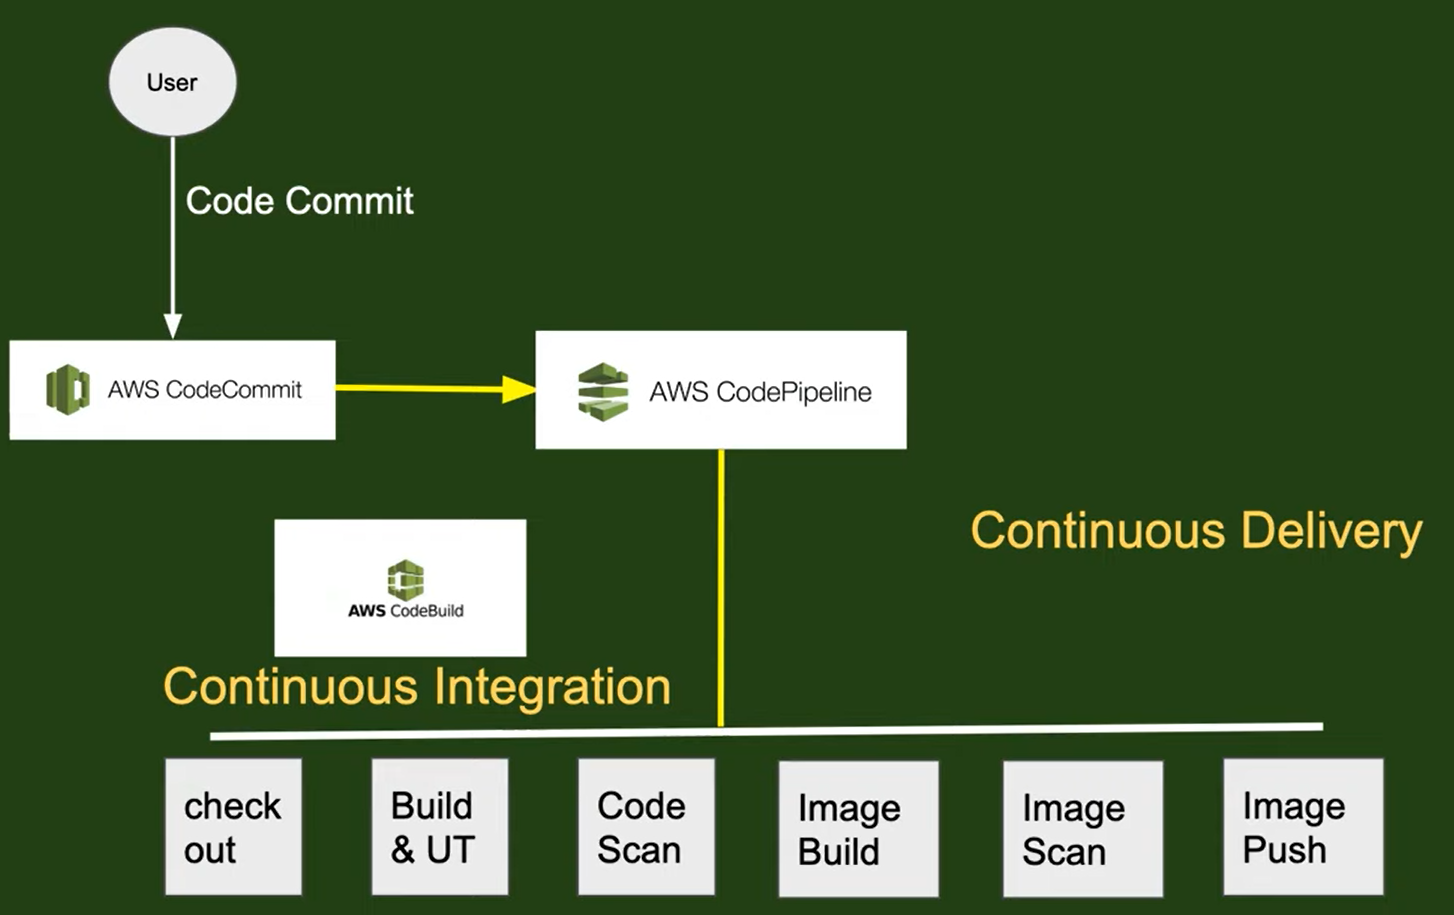 User
Code Commit
AWS CodeCommit
AWS CodePipeline
Continuous Delivery
AWS CodeBuild
Continuous Integration
check
out
Build
& UT
Code
Scan
Image
Build
Image
Scan
Image
Push